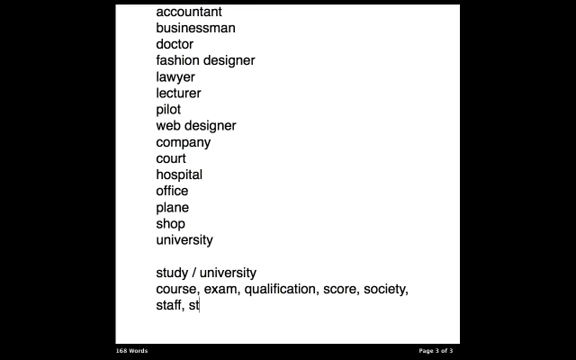 accountant
businessman
doctor
fashion designer
lawyer
lecturer
pilot
web designer
company
court
hospital
office
plane
shop
university
study / university
course, exam, qualification, score, society,
staff, st
168 Words
Page 3 of 3